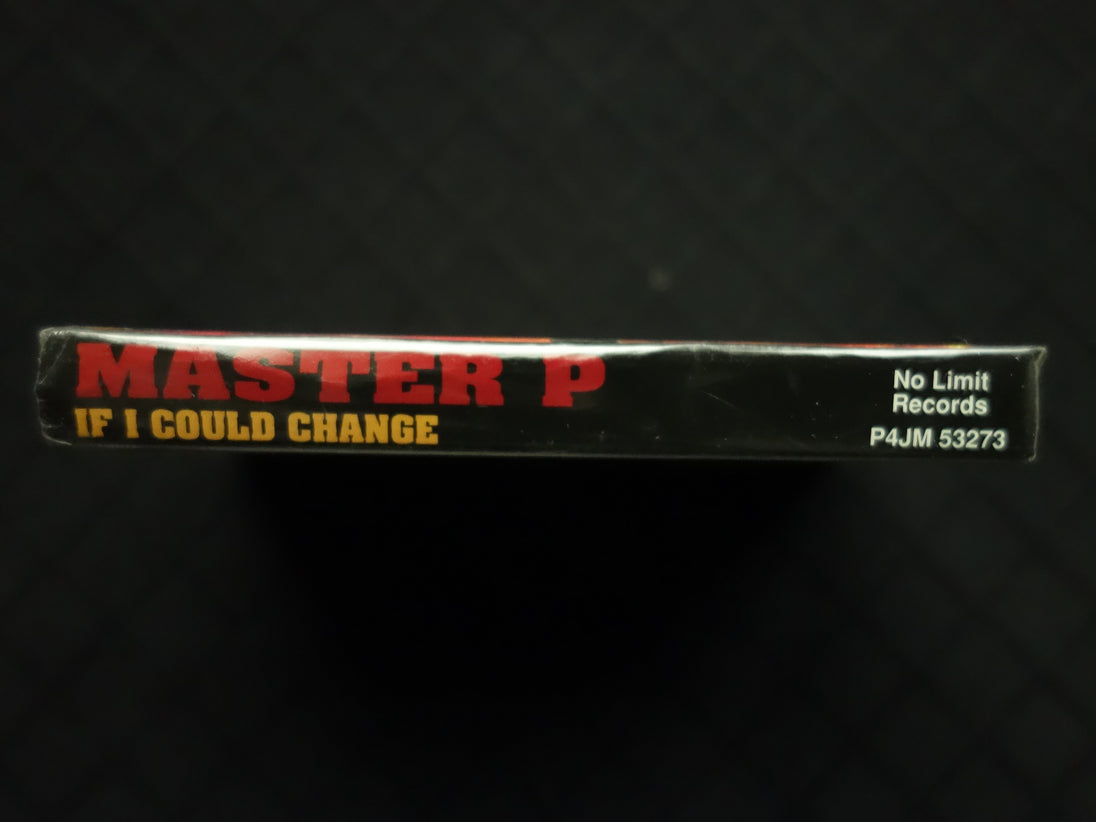 MASTER P
IF I COULD CHANGE
No Limit
Records
P4JM 53273